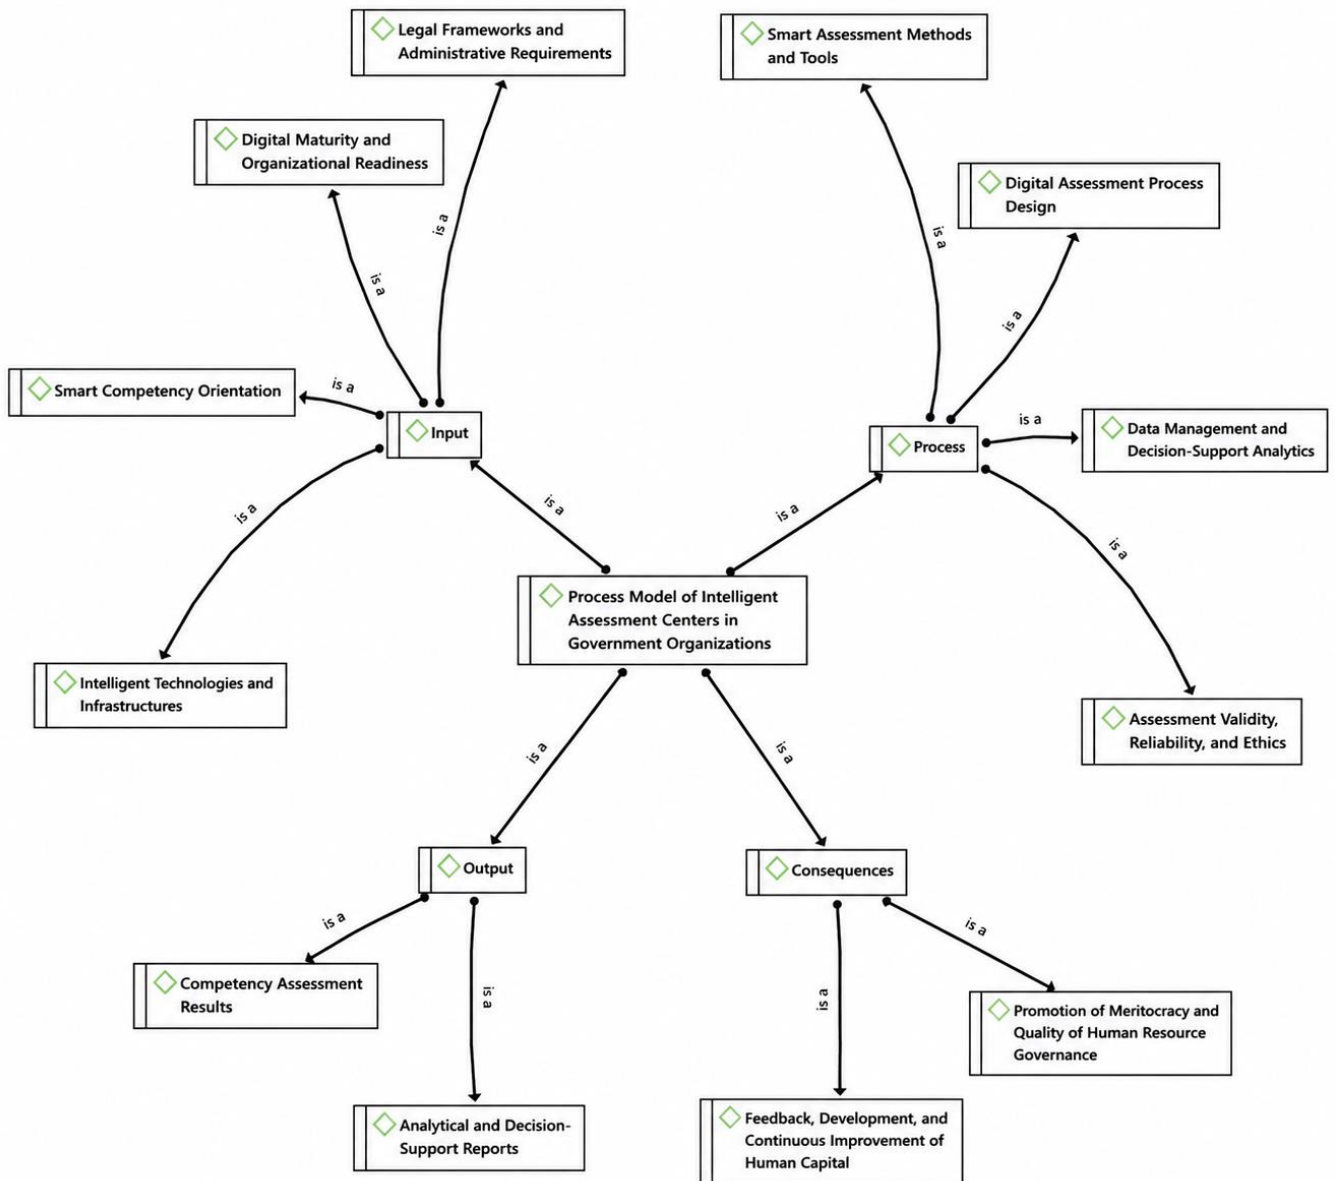 Legal Frameworks and
Administrative Requirements
Smart Assessment Methods
and Tools
Digital Maturity and
Organizational Readiness
Digital Assessment Process
Design
is a
is a
is a
is a
Smart Competency Orientation
is a
Input
Process
is a
Data Management and
Decision-Support Analytics
is a
is a
is a
is a
Process Model of Intelligent
Assessment Centers in
Government Organizations
Intelligent Technologies and
Infrastructures
Assessment Validity,
Reliability, and Ethics
is a
is a
Output
Consequences
is a
is a
is a
is a
Competency Assessment
Results
Promotion of Meritocracy and
Quality of Human Resource
Governance
Analytical and Decision-
Support Reports
Feedback, Development, and
Continuous Improvement of
Human Capital